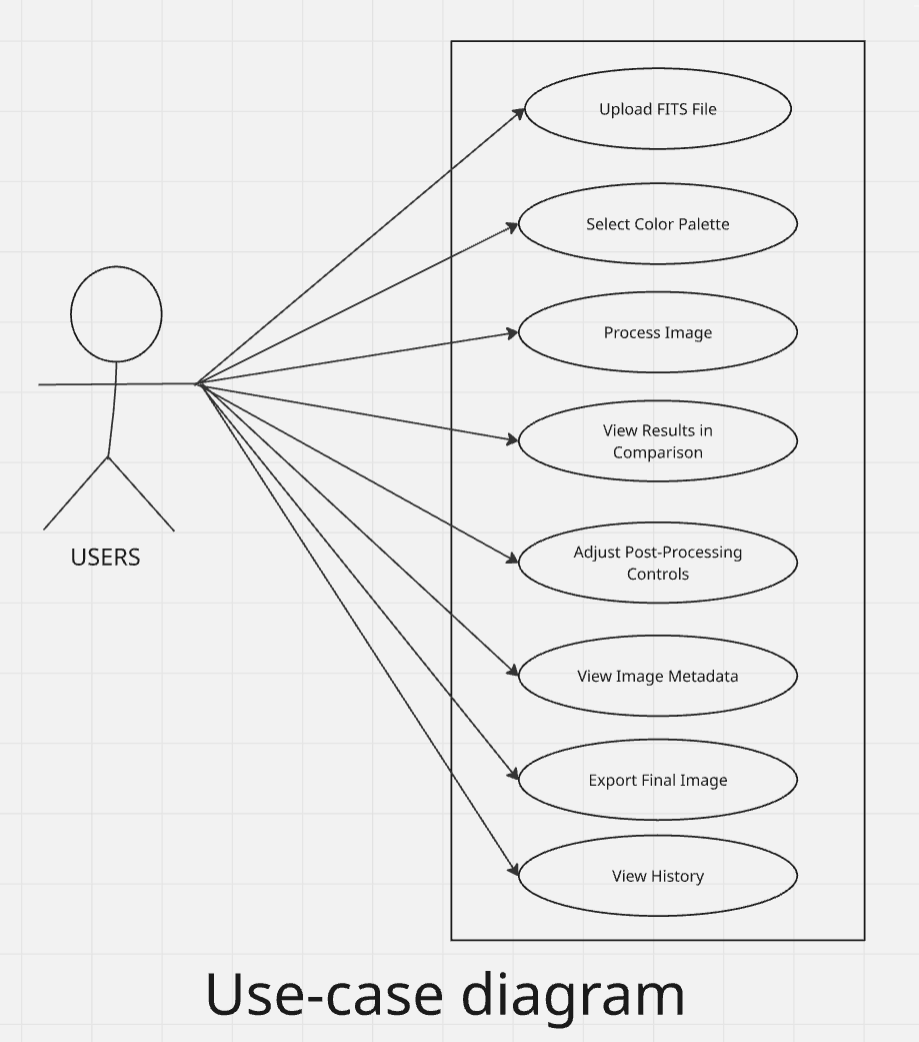 Upload FITS File
Select Color Palette
Process Image
View Results in
Comparison
Adjust Post-Processing
Controls
View Image Metadata
Export Final Image
View History
USERS
Use-case diagram